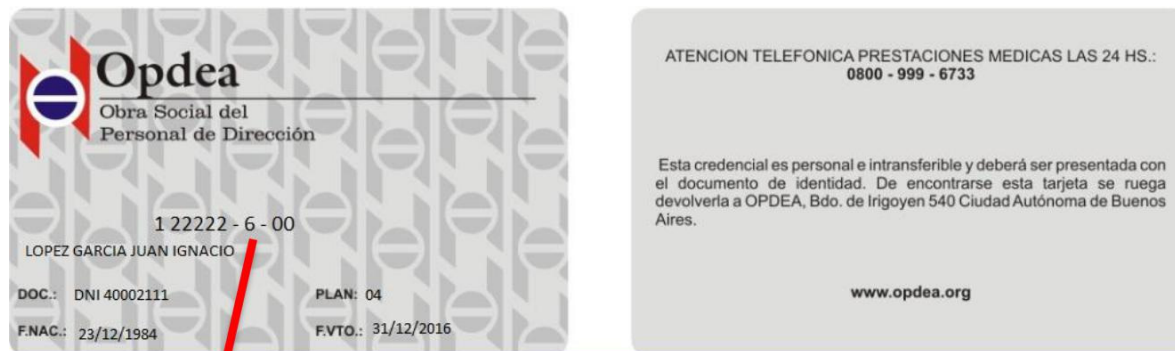 Opdea
Obra Social del
Personal de Dirección
1 22222 - 6 - 00
LOPEZ GARCIA JUAN IGNACIO
DOC.: DNI 40002111
PLAN: 04
F.NAC.: 23/12/1984
F.VTO.: 31/12/2016
ATENCION TELEFONICA PRESTACIONES MEDICAS LAS 24 HS.:
0800 - 999 - 6733
Esta credencial es personal e intransferible y deberá ser presentada con
el documento de identidad. De encontrarse esta tarjeta se ruega
devolverla a OPDEA, Bdo. de Irigoyen 540 Ciudad Autónoma de Buenos
Aires.
www.opdea.org